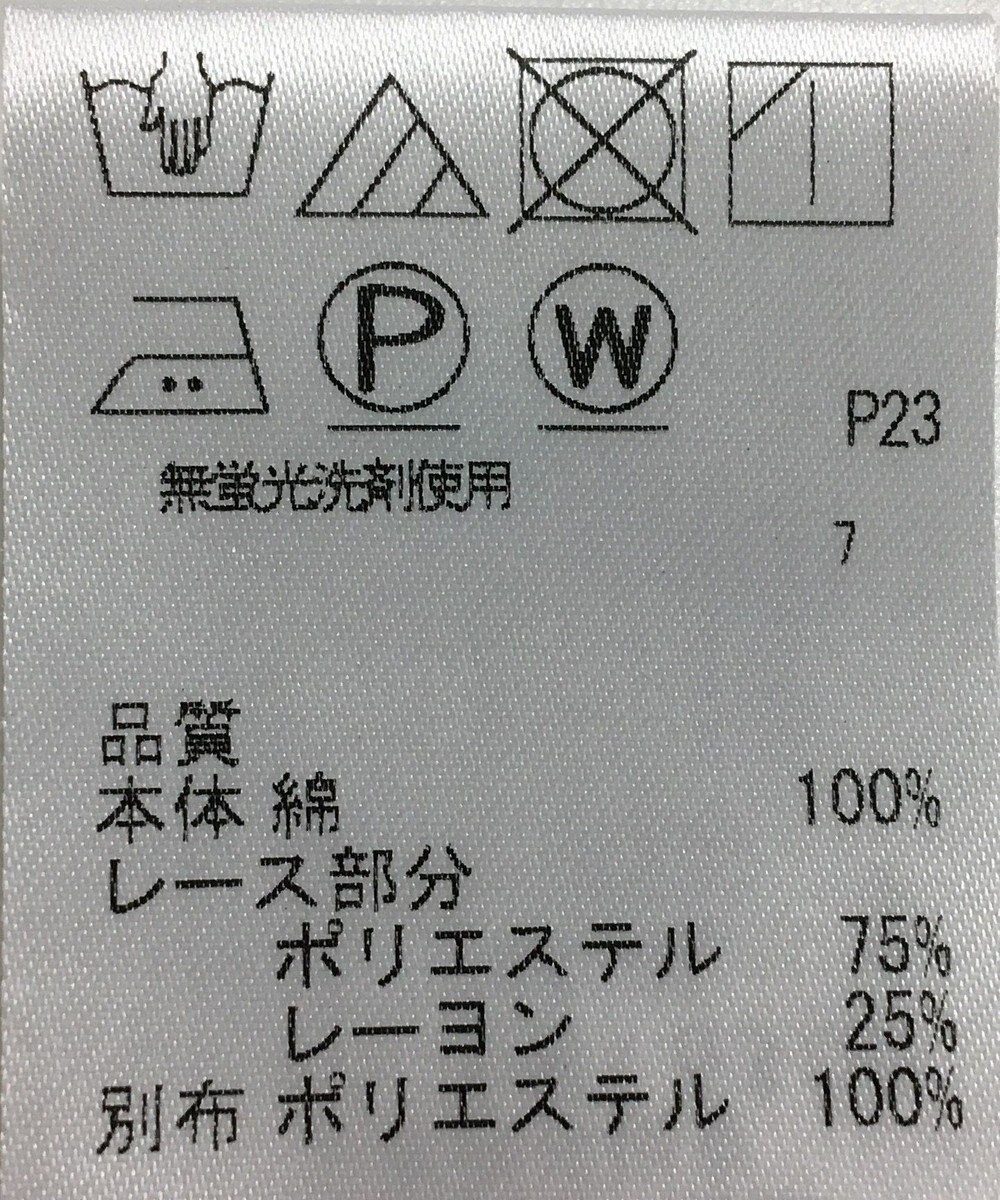 P W
P23
無蛍光洗剤使用
7
品質
本体 綿 100%
レース部分
ポリエステル 75%
レーヨン 25%
別布 ポリエステル 100%